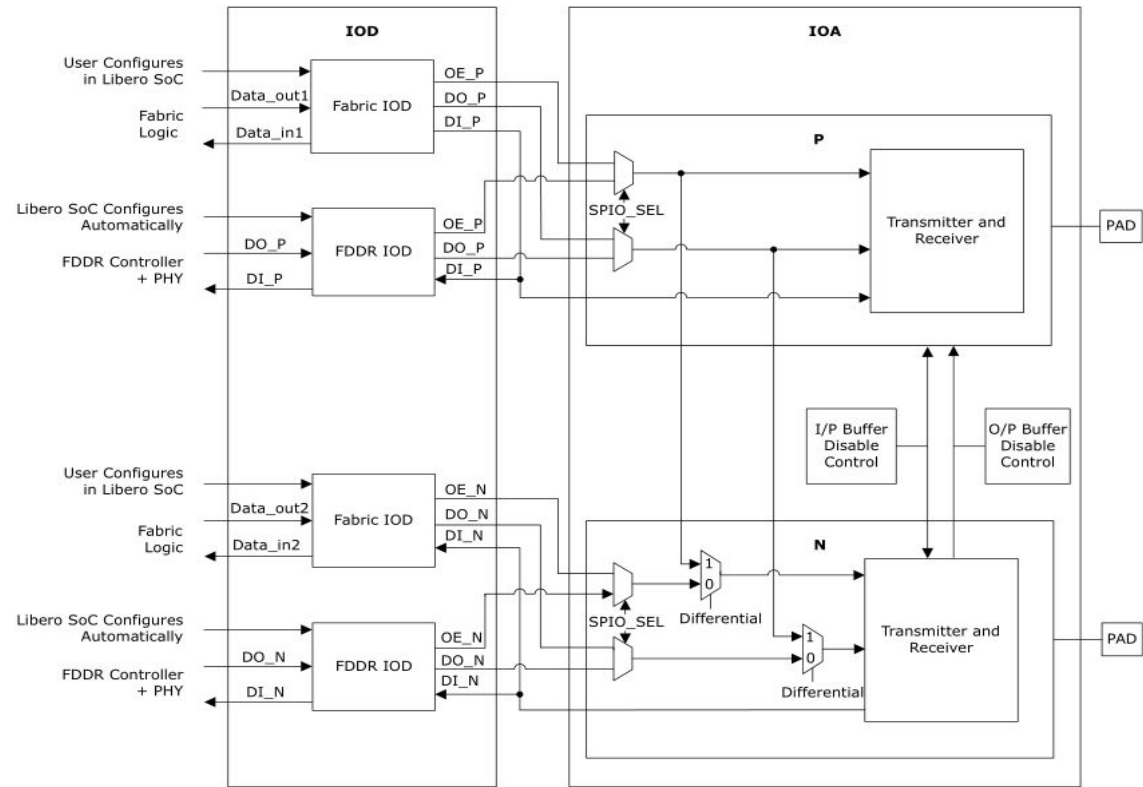 IOD
IOA
User Configures
in Libero SoC
Data_out1
Fabric
Logic
Data_in1
Fabric IOD
OE_P
DO_P
DI_P
P
Libero SoC Configures
Automatically
DO_P
FDDR Controller
+ PHY
DI_P
FDDR IOD
OE_P
DO_P
DI_P
SPIO_SEL
Transmitter and
Receiver
PAD
I/P Buffer
Disable
Control
O/P Buffer
Disable
Control
User Configures
in Libero SoC
Data_out2
Fabric
Logic
Data_in2
Fabric IOD
OE_N
DO_N
DI_N
N
1
0
Differential
Libero SoC Configures
Automatically
DO_N
FDDR Controller
+ PHY
DI_N
FDDR IOD
OE_N
DO_N
DI_N
SPIO_SEL
1
0
Differential
Transmitter and
Receiver
PAD